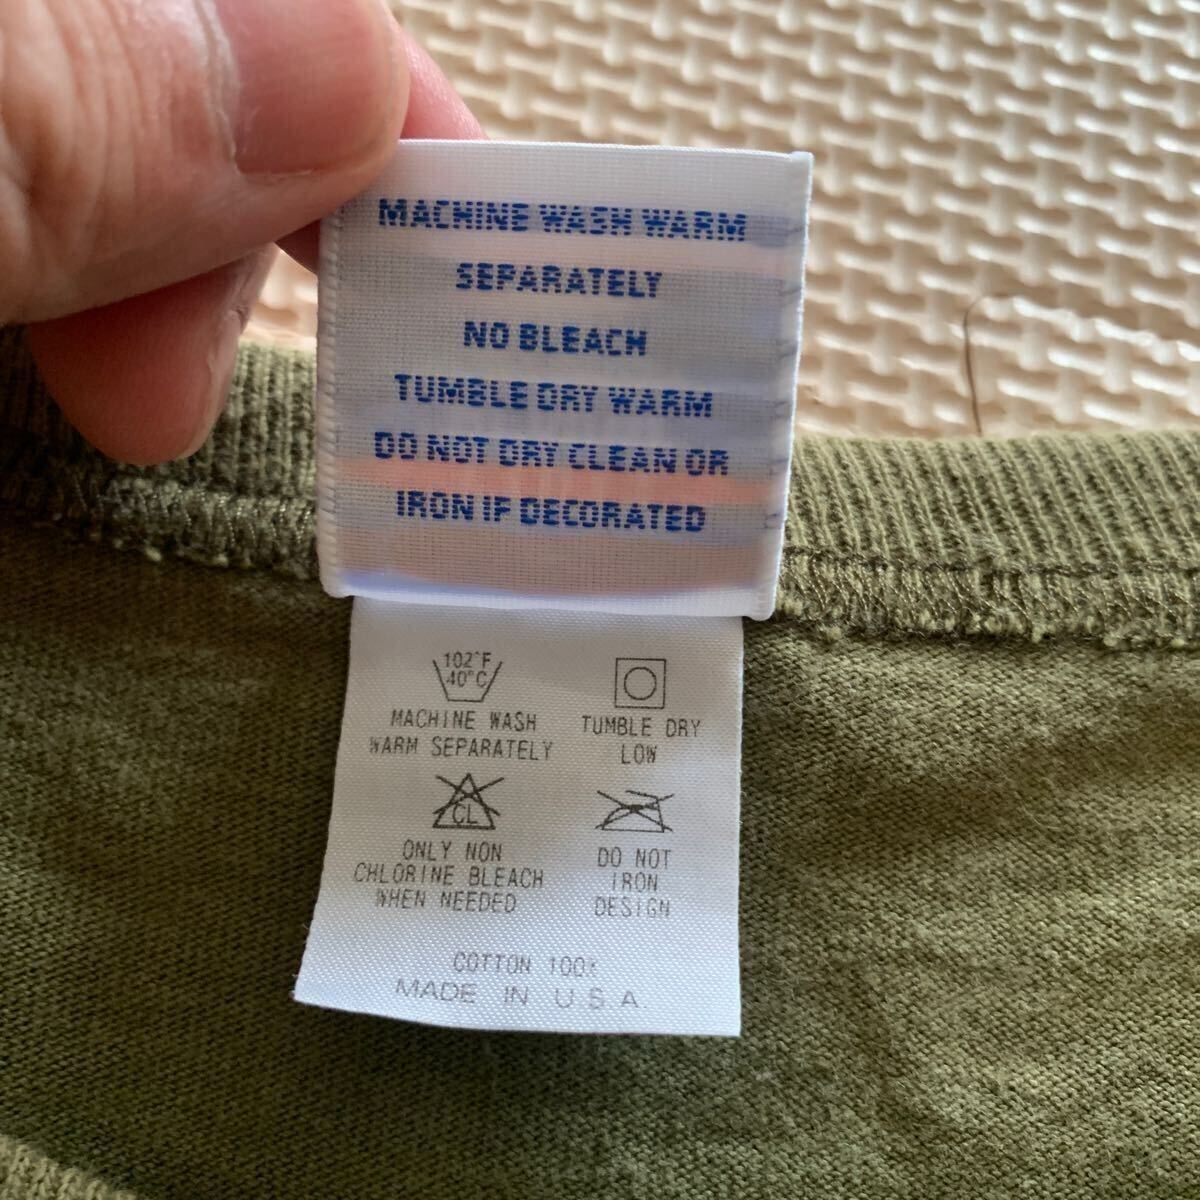 MACHINE WASH WARM
SEPARATELY
NO BLEACH
TUMBLE DRY WARM
DO NOT DRY CLEAN OR
IRON IF DECORATED
102°F
40°C
MACHINE WASH
WARM SEPARATELY
TUMBLE DRY
LOW
CL
ONLY NON
CHLORINE BLEACH
WHEN NEEDED
DO NOT
IRON
DESIGN
COTTON 100%
MADE IN U.S.A.